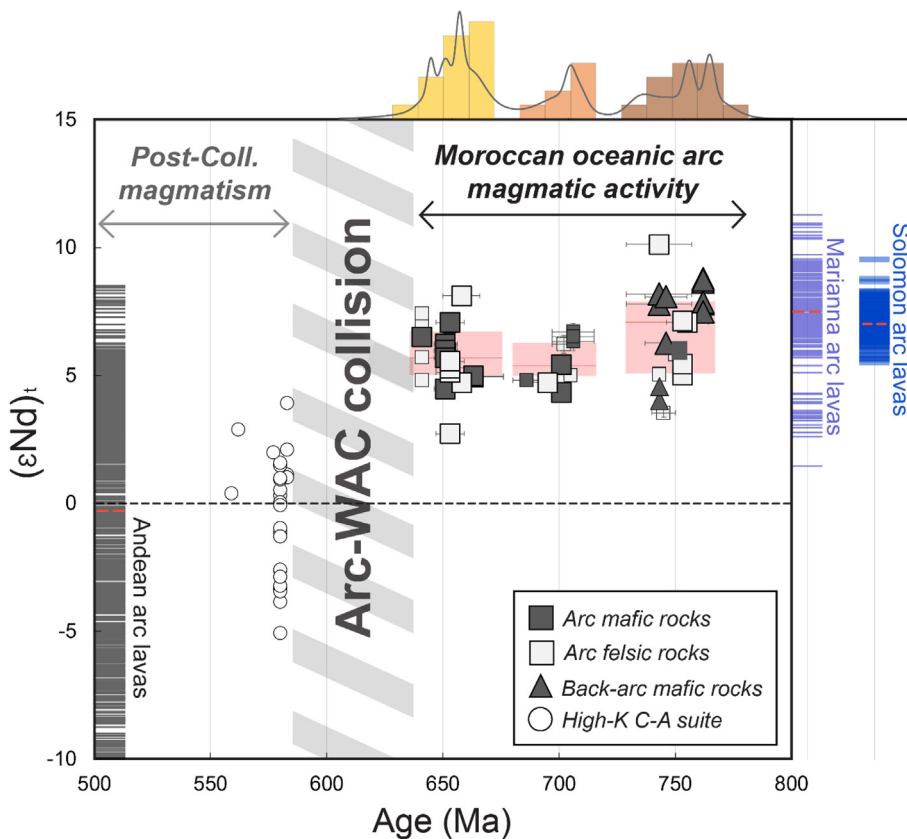 15
10
5
0
-5
-10
500
550
600
650
700
750
800
(εNd)t
Age (Ma)
Post-Coll.
magmatism
Arc-WAC collision
Moroccan oceanic arc
magmatic activity
Andean arc lavas
Marianna arc lavas
Solomon arc lavas
Arc mafic rocks
Arc felsic rocks
Back-arc mafic rocks
High-K C-A suite